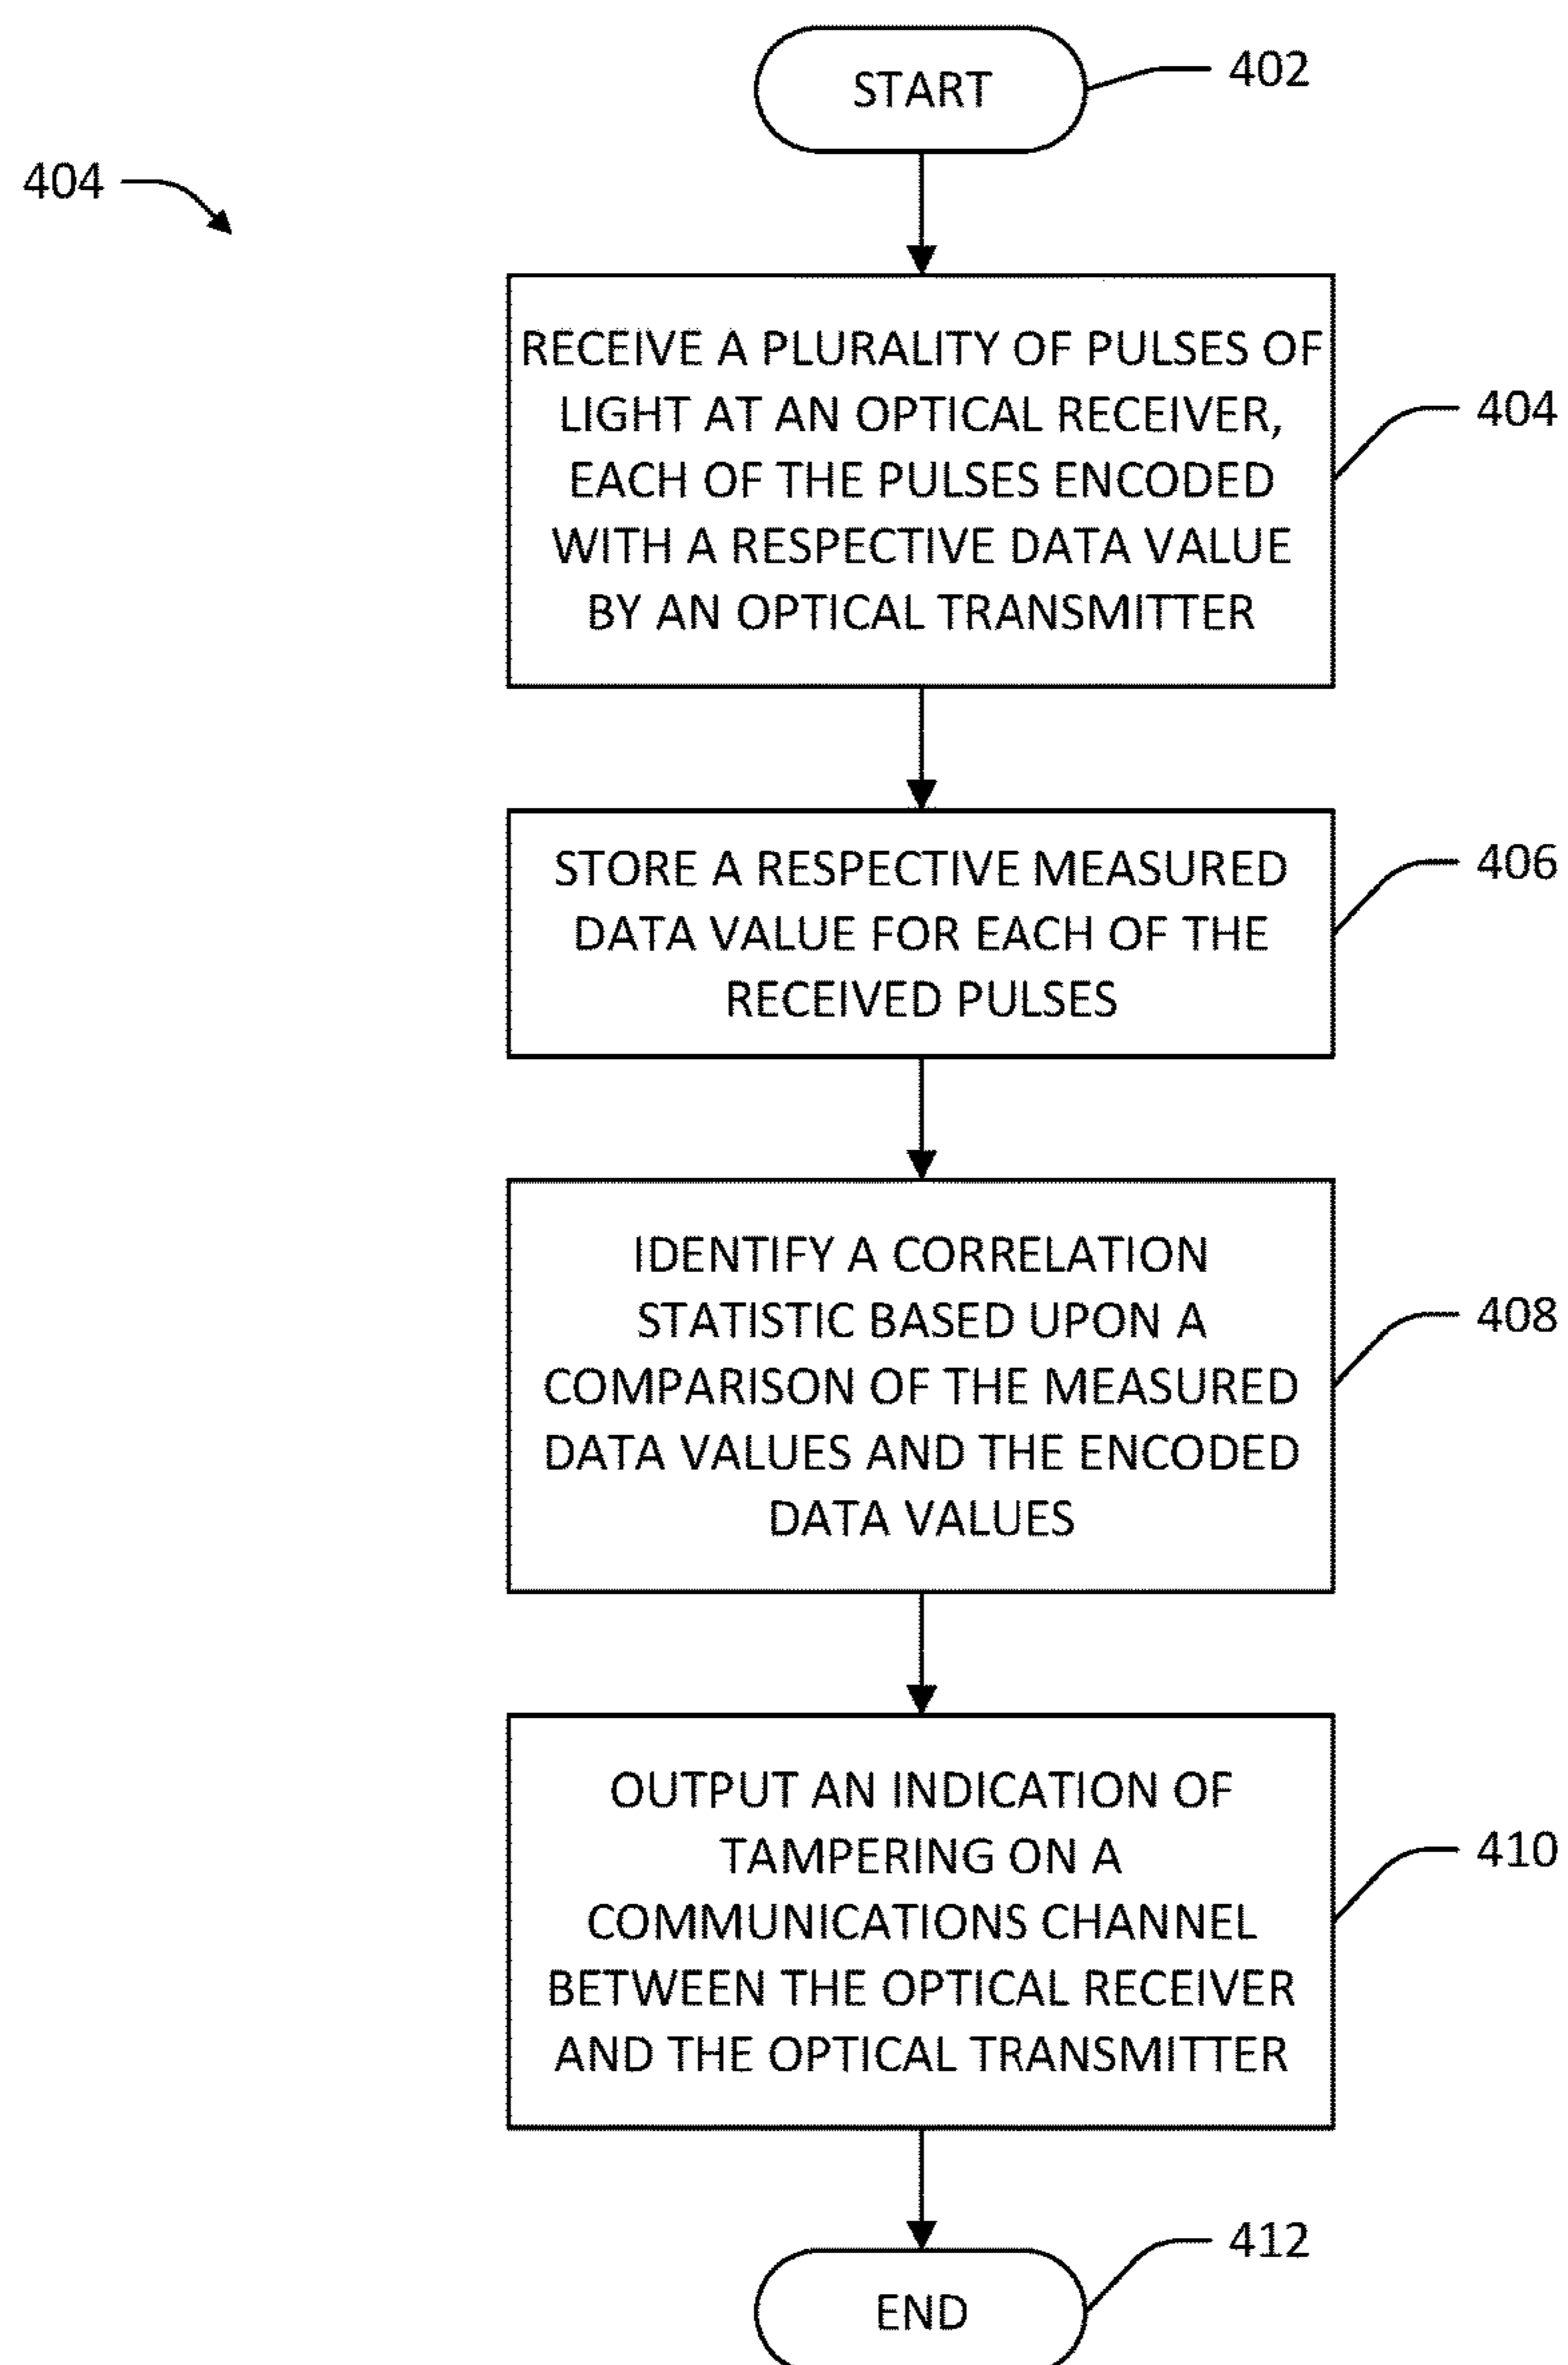 START
402
404
RECEIVE A PLURALITY OF PULSES OF
LIGHT AT AN OPTICAL RECEIVER,
EACH OF THE PULSES ENCODED
WITH A RESPECTIVE DATA VALUE
BY AN OPTICAL TRANSMITTER
404
STORE A RESPECTIVE MEASURED
DATA VALUE FOR EACH OF THE
RECEIVED PULSES
406
IDENTIFY A CORRELATION
STATISTIC BASED UPON A
COMPARISON OF THE MEASURED
DATA VALUES AND THE ENCODED
DATA VALUES
408
OUTPUT AN INDICATION OF
TAMPERING ON A
COMMUNICATIONS CHANNEL
BETWEEN THE OPTICAL RECEIVER
AND THE OPTICAL TRANSMITTER
410
END
412